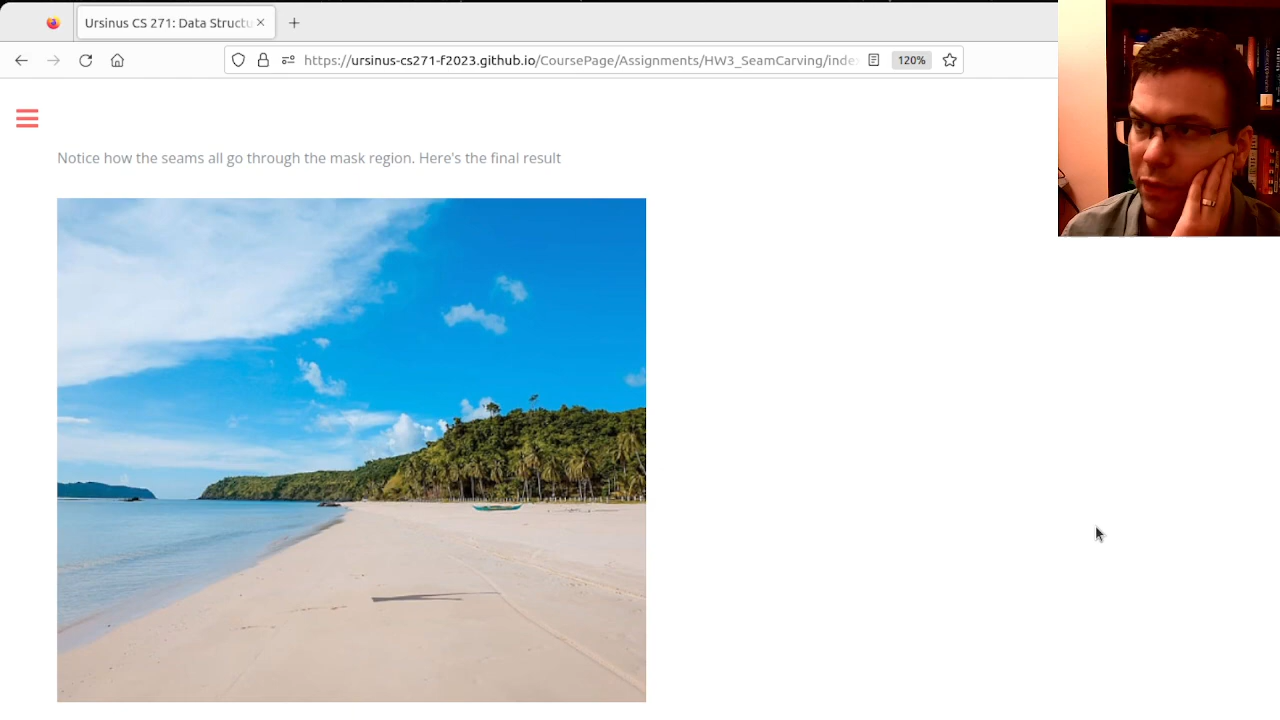 Ursinus CS 271: Data Structu
https://ursinus-cs271-f2023.github.io/CoursePage/Assignments/HW3_SeamCarving/index
120%
Notice how the seams all go through the mask region. Here's the final result